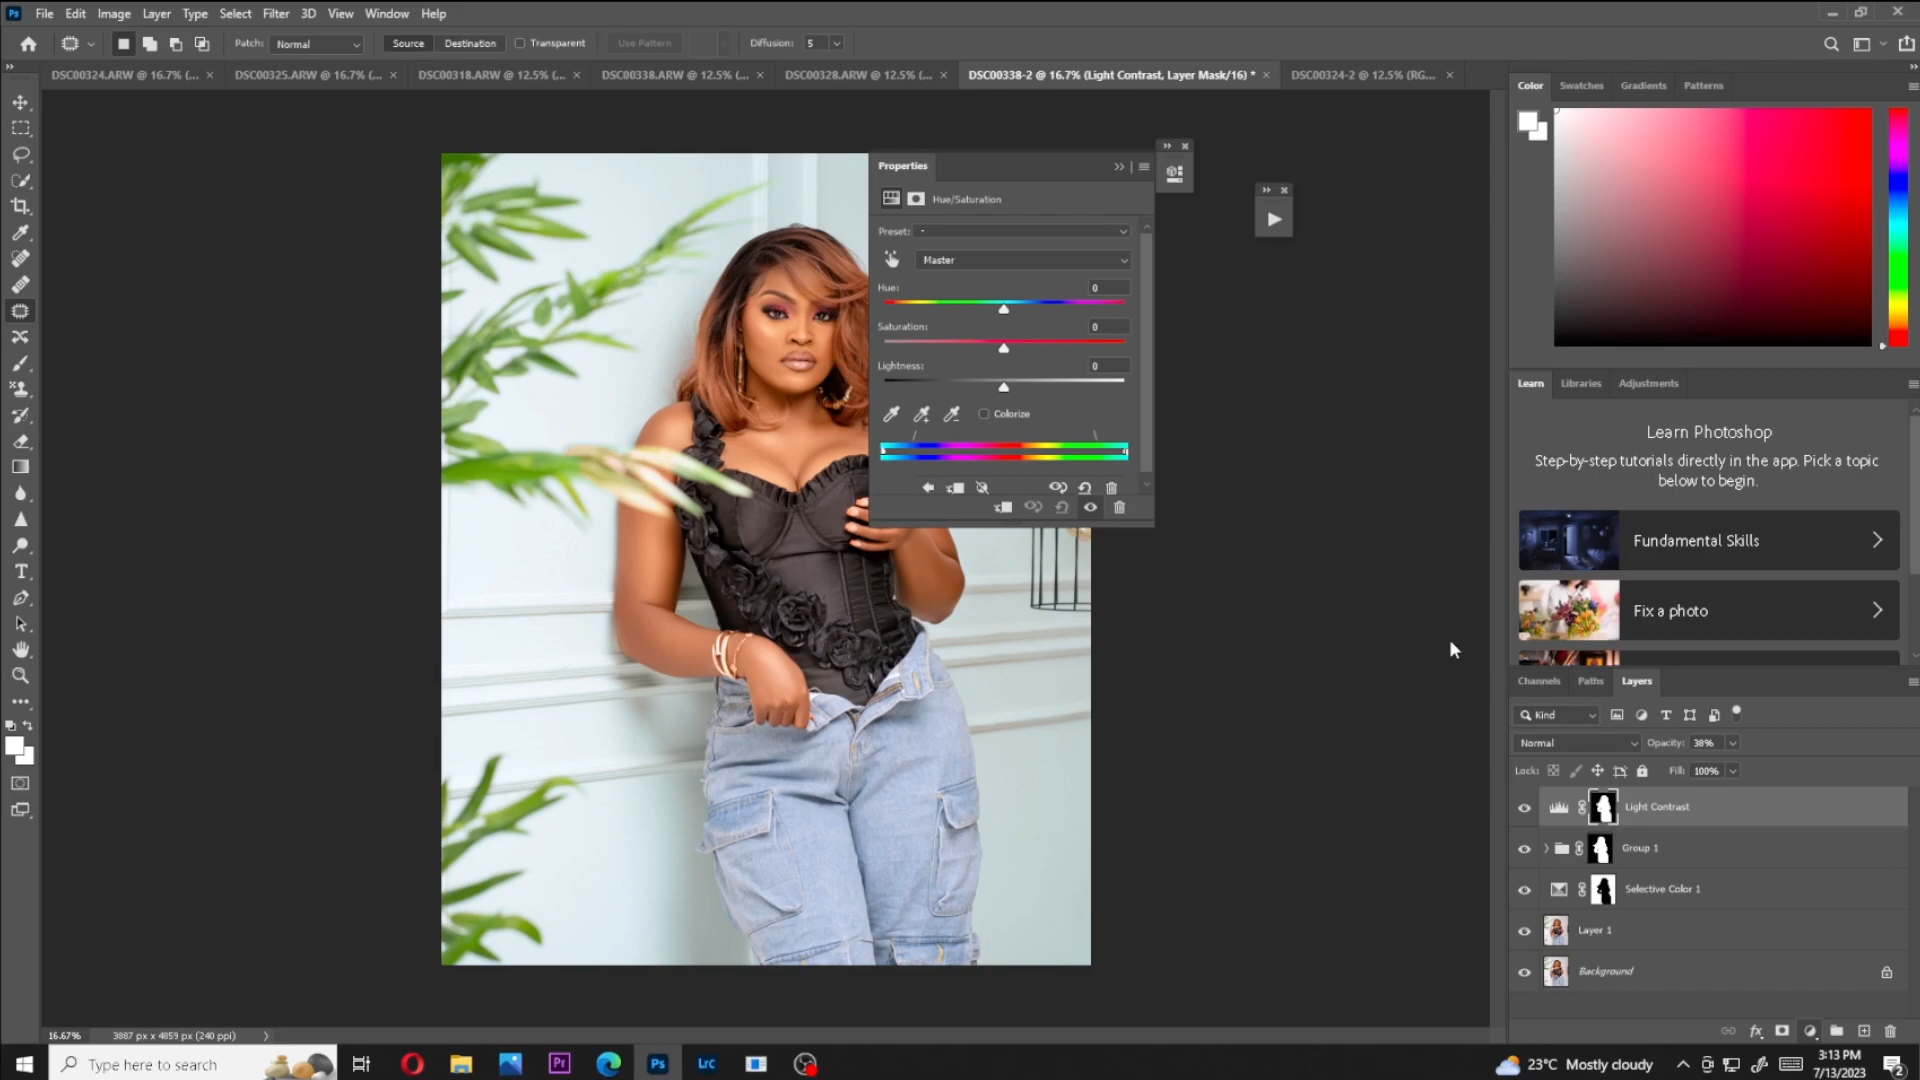 Ps File Edit Image Layer Type Select Filter 3D View Window Help
Patch: Normal Source Destination Transparent Use Pattern Diffusion: 5
DSC00324.ARW @ 16.7% (... × DSC00325.ARW @ 16.7% (... × DSC00318.ARW @ 12.5% (... × DSC00338.ARW @ 12.5% (... × DSC00328.ARW @ 12.5% (... × DSC00338-2 @ 16.7% (Light Contrast, Layer Mask/16) * × DSC00324-2 @ 12.5% (RG... ×
Color Swatches Gradients Patterns
Properties
Hue/Saturation
Preset: -
Master
Hue: 0
Saturation: 0
Lightness: 0
Colorize
Learn Libraries Adjustments
Learn Photoshop
Step-by-step tutorials directly in the app. Pick a topic
below to begin.
Fundamental Skills
Fix a photo
Channels Paths Layers
Kind
Normal Opacity: 38%
Lock: Fill: 100%
Light Contrast
Group 1
Selective Color 1
Layer 1
Background
16.67% 3887 px x 4859 px (240 ppi)
Type here to search
Pr Ps Lrc
23°C Mostly cloudy
3:13 PM
7/13/2023
2